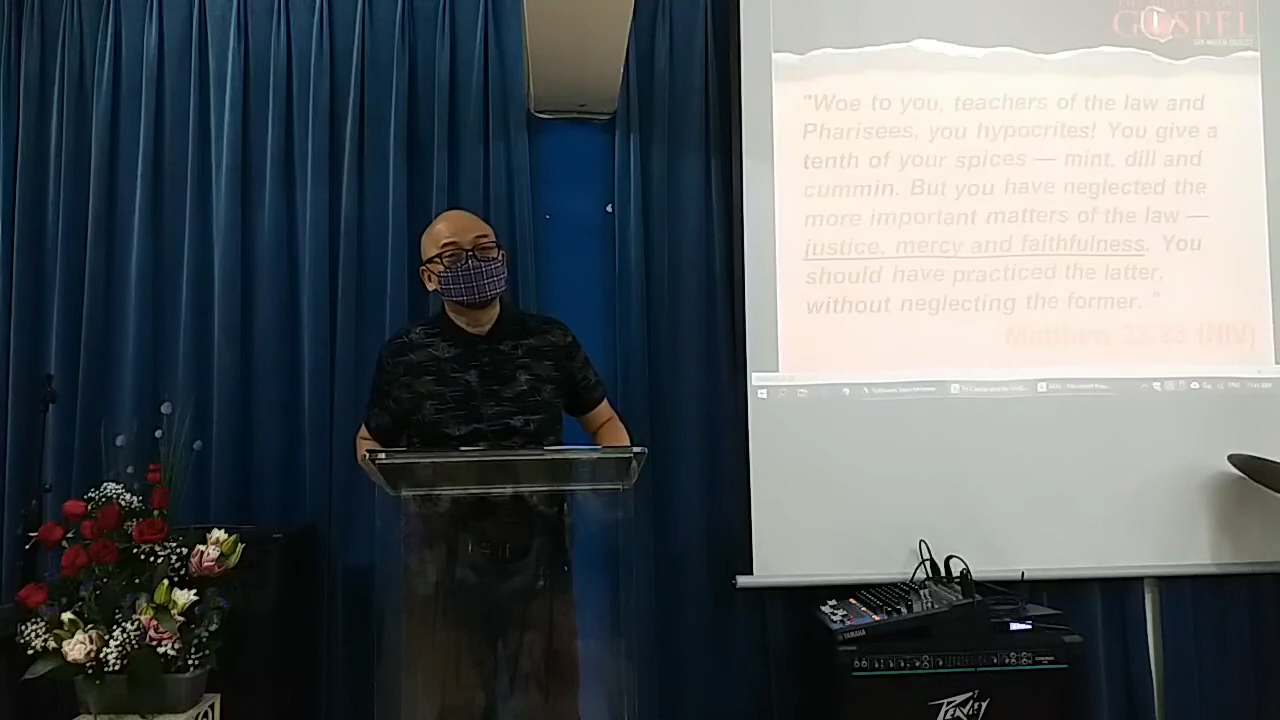 GOSPEL
"Woe to you, teachers of the law and
Pharisees, you hypocrites! You give a
tenth of your spices — mint, dill and
cummin. But you have neglected the
more important matters of the law —
justice, mercy and faithfulness. You
should have practiced the latter,
without neglecting the former. "
Matthew 23:23 (NIV)
YAMAHA
PEAVEY